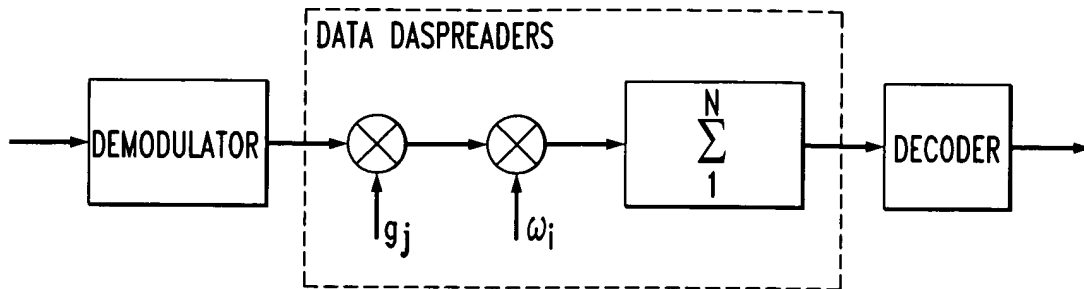 DATA DASPREADERS
DEMODULATOR
g_j
ω_i
N
∑
1
DECODER